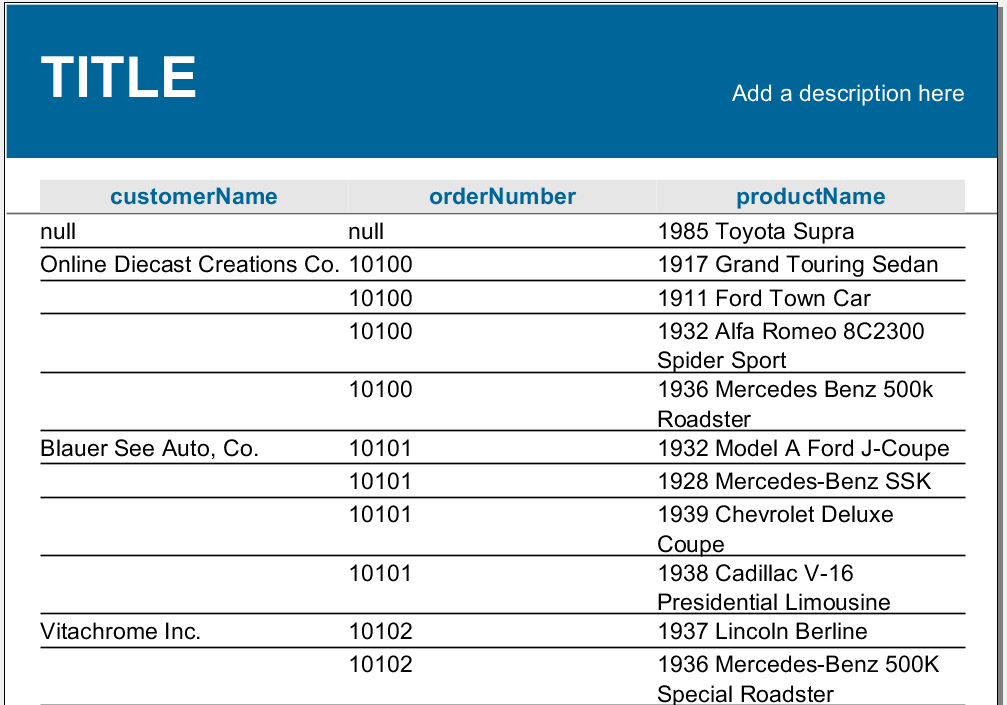 TITLE
Add a description here
customerName orderNumber productName
null null 1985 Toyota Supra
Online Diecast Creations Co. 10100 1917 Grand Touring Sedan
10100 1911 Ford Town Car
10100 1932 Alfa Romeo 8C2300
Spider Sport
10100 1936 Mercedes Benz 500k
Roadster
Blauer See Auto, Co. 10101 1932 Model A Ford J-Coupe
10101 1928 Mercedes-Benz SSK
10101 1939 Chevrolet Deluxe
Coupe
10101 1938 Cadillac V-16
Presidential Limousine
Vitachrome Inc. 10102 1937 Lincoln Berline
10102 1936 Mercedes-Benz 500K
Special Roadster